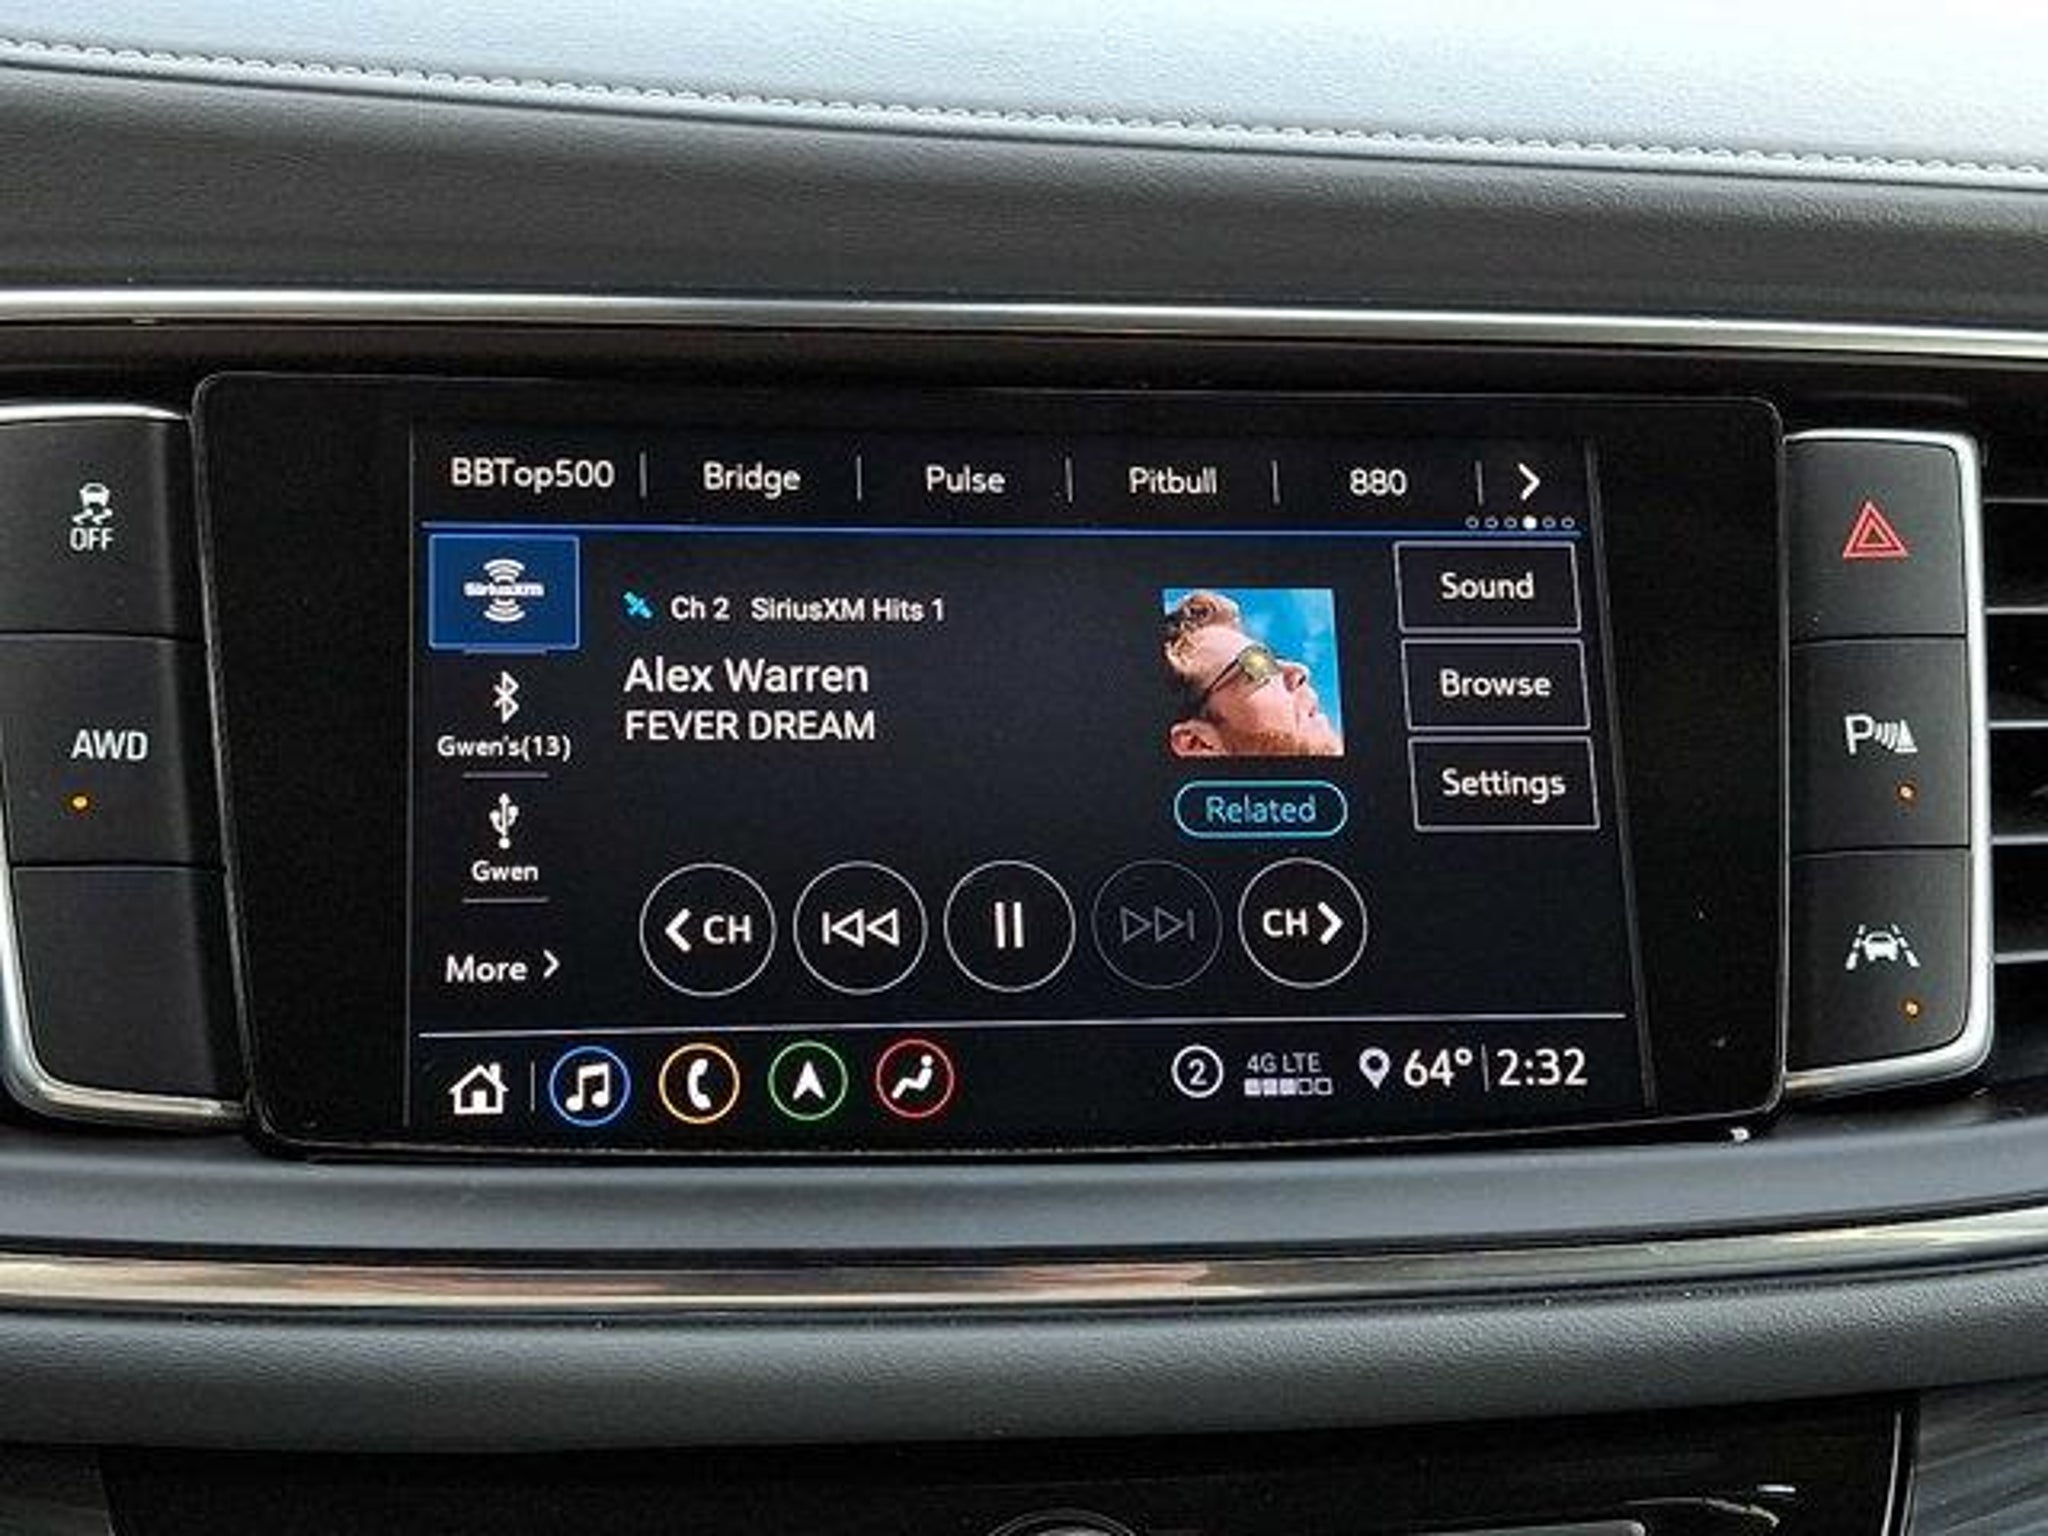 BBTop500 Bridge Pulse Pitbull 880
SiriusXM
Ch 2 SiriusXM Hits 1
Alex Warren
FEVER DREAM
Related
Sound
Browse
Settings
Gwen's(13)
Gwen
More
CH
CH
2 4G LTE 64° 2:32
OFF
AWD
P